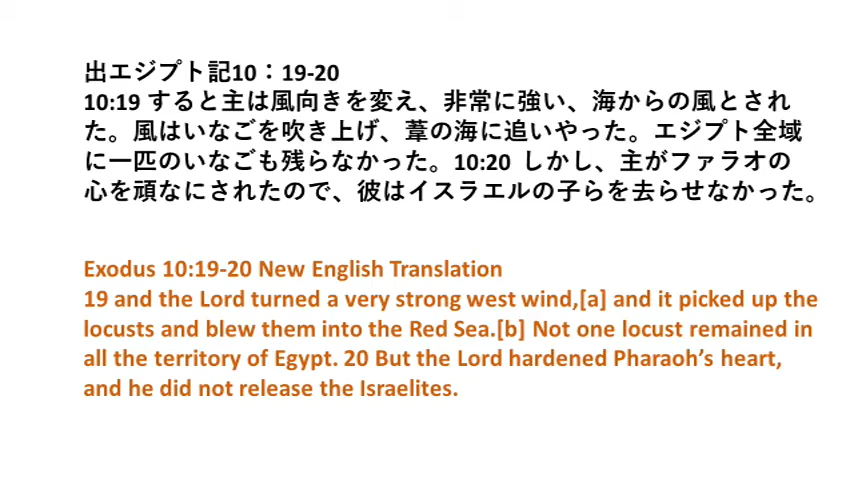 出エジプト記10：19-20
10:19 すると主は風向きを変え、非常に強い、海からの風とされ
た。風はいなごを吹き上げ、葦の海に追いやった。エジプト全域
に一匹のいなごも残らなかった。10:20 しかし、主がファラオの
心を頑なにされたので、彼はイスラエルの子らを去らせなかった。
Exodus 10:19-20 New English Translation
19 and the Lord turned a very strong west wind,[a] and it picked up the
locusts and blew them into the Red Sea.[b] Not one locust remained in
all the territory of Egypt. 20 But the Lord hardened Pharaoh’s heart,
and he did not release the Israelites.